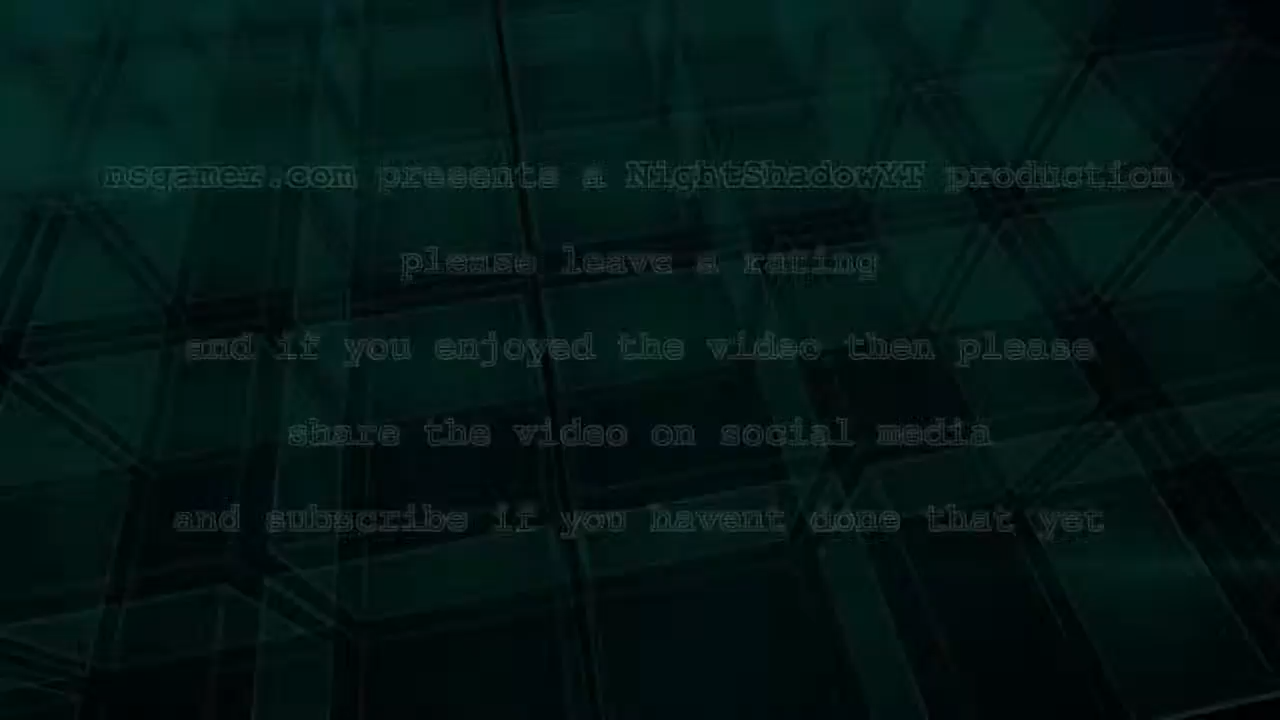 msgamer.com presents a NightShadowYT production
please leave a rating
and if you enjoyed the video then please
share the video on social media
and subscribe if you havent done that yet